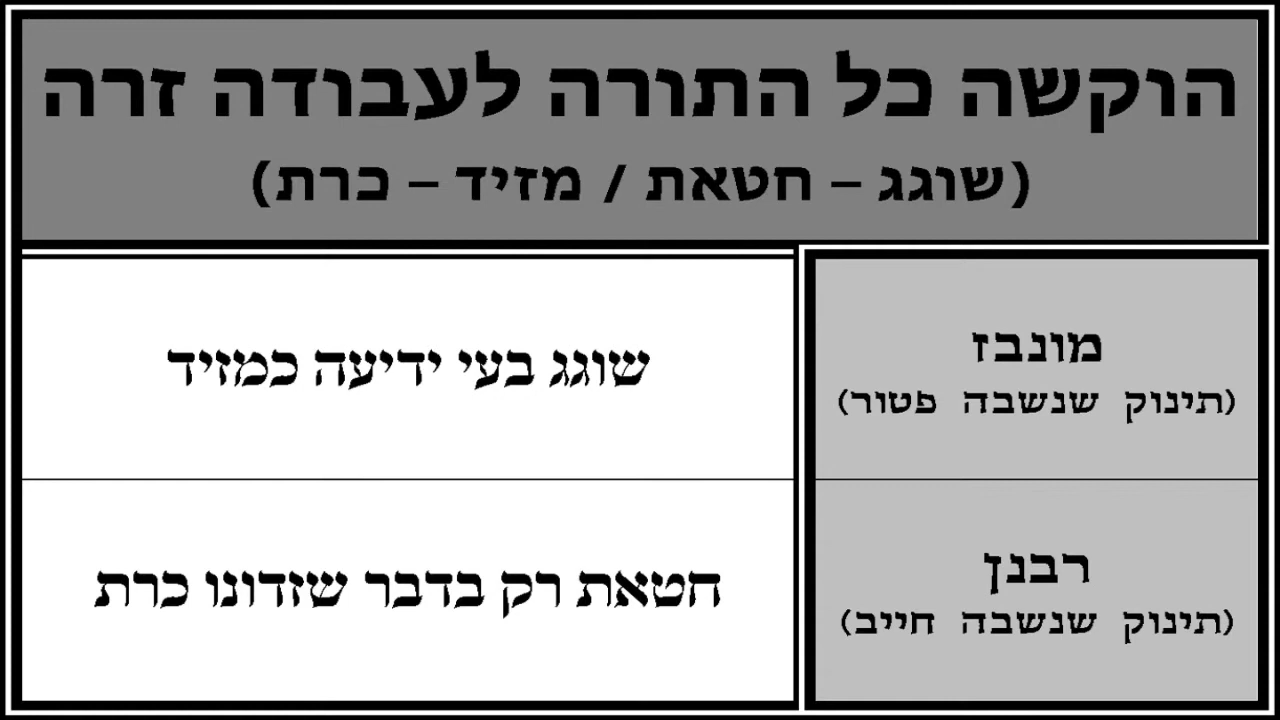 הוקשה כל התורה לעבודה זרה
(שוגג – חטאת / מזיד – כרת)
מונבז
(תינוק שנשבה פטור)
שוגג בעי ידיעה כמזיד
רבנן
(תינוק שנשבה חייב)
חטאת רק בדבר שזדונו כרת